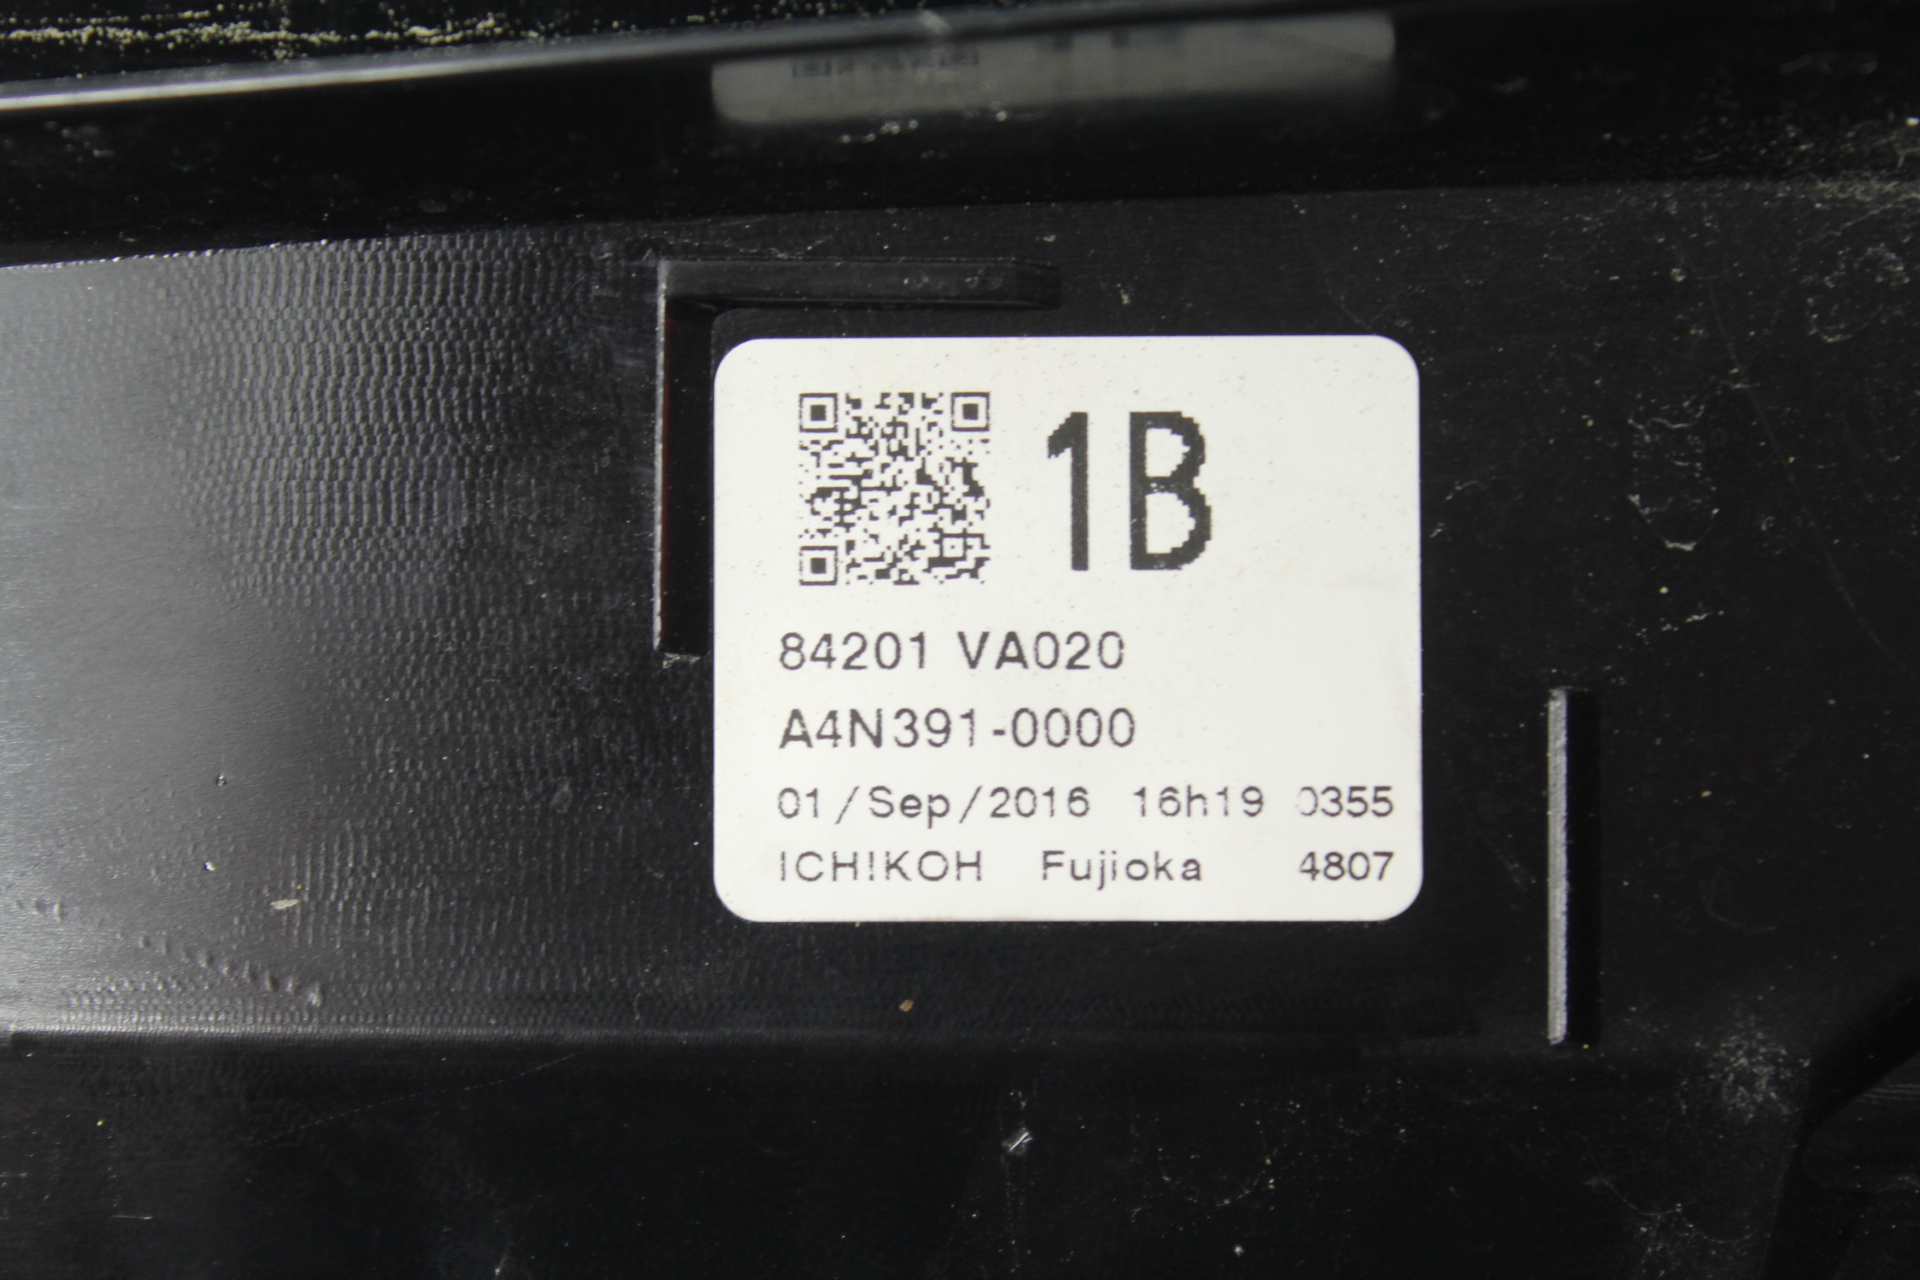 1B
84201 VA020
A4N391-0000
01/Sep/2016 16h19 0355
ICHIKOH Fujioka 4807